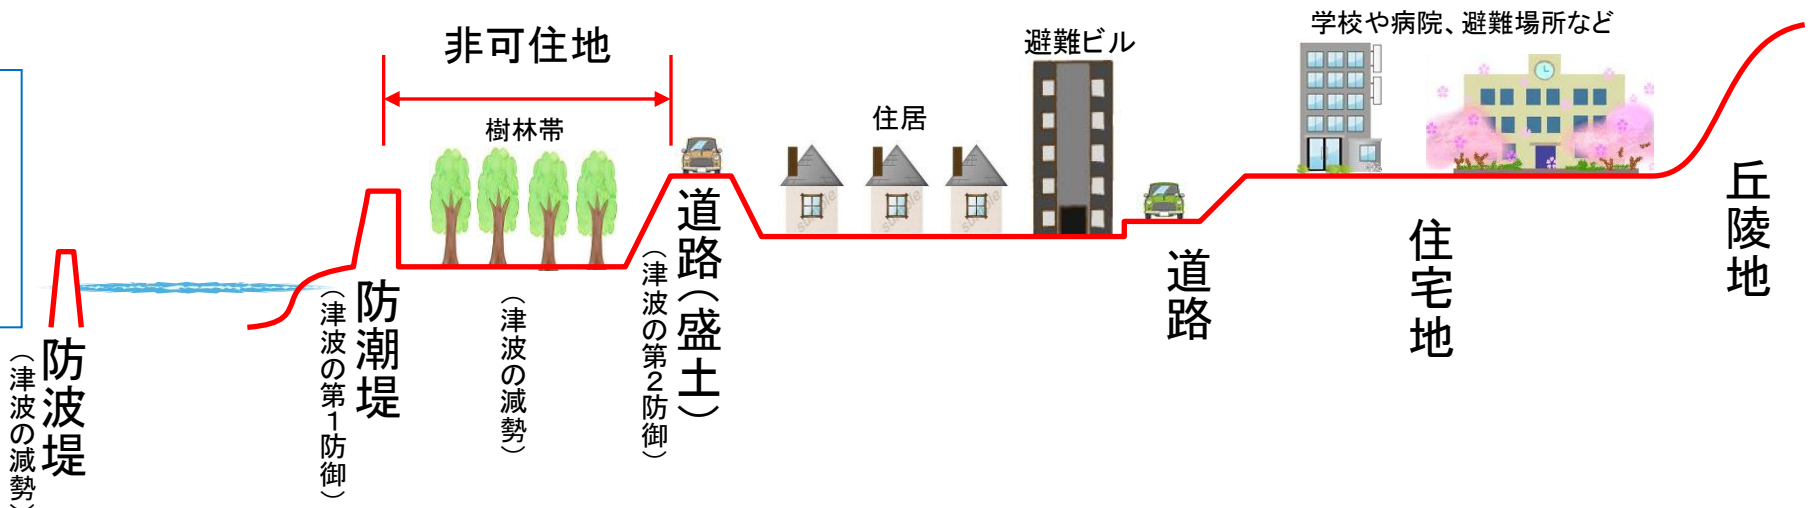 非可住地
樹林帯
住居
避難ビル
学校や病院、避難場所など
防波堤
（津波の減勢）
防潮堤
（津波の第１防御）
（津波の減勢）
道路（盛土）
（津波の第２防御）
道路
住宅地
丘陵地